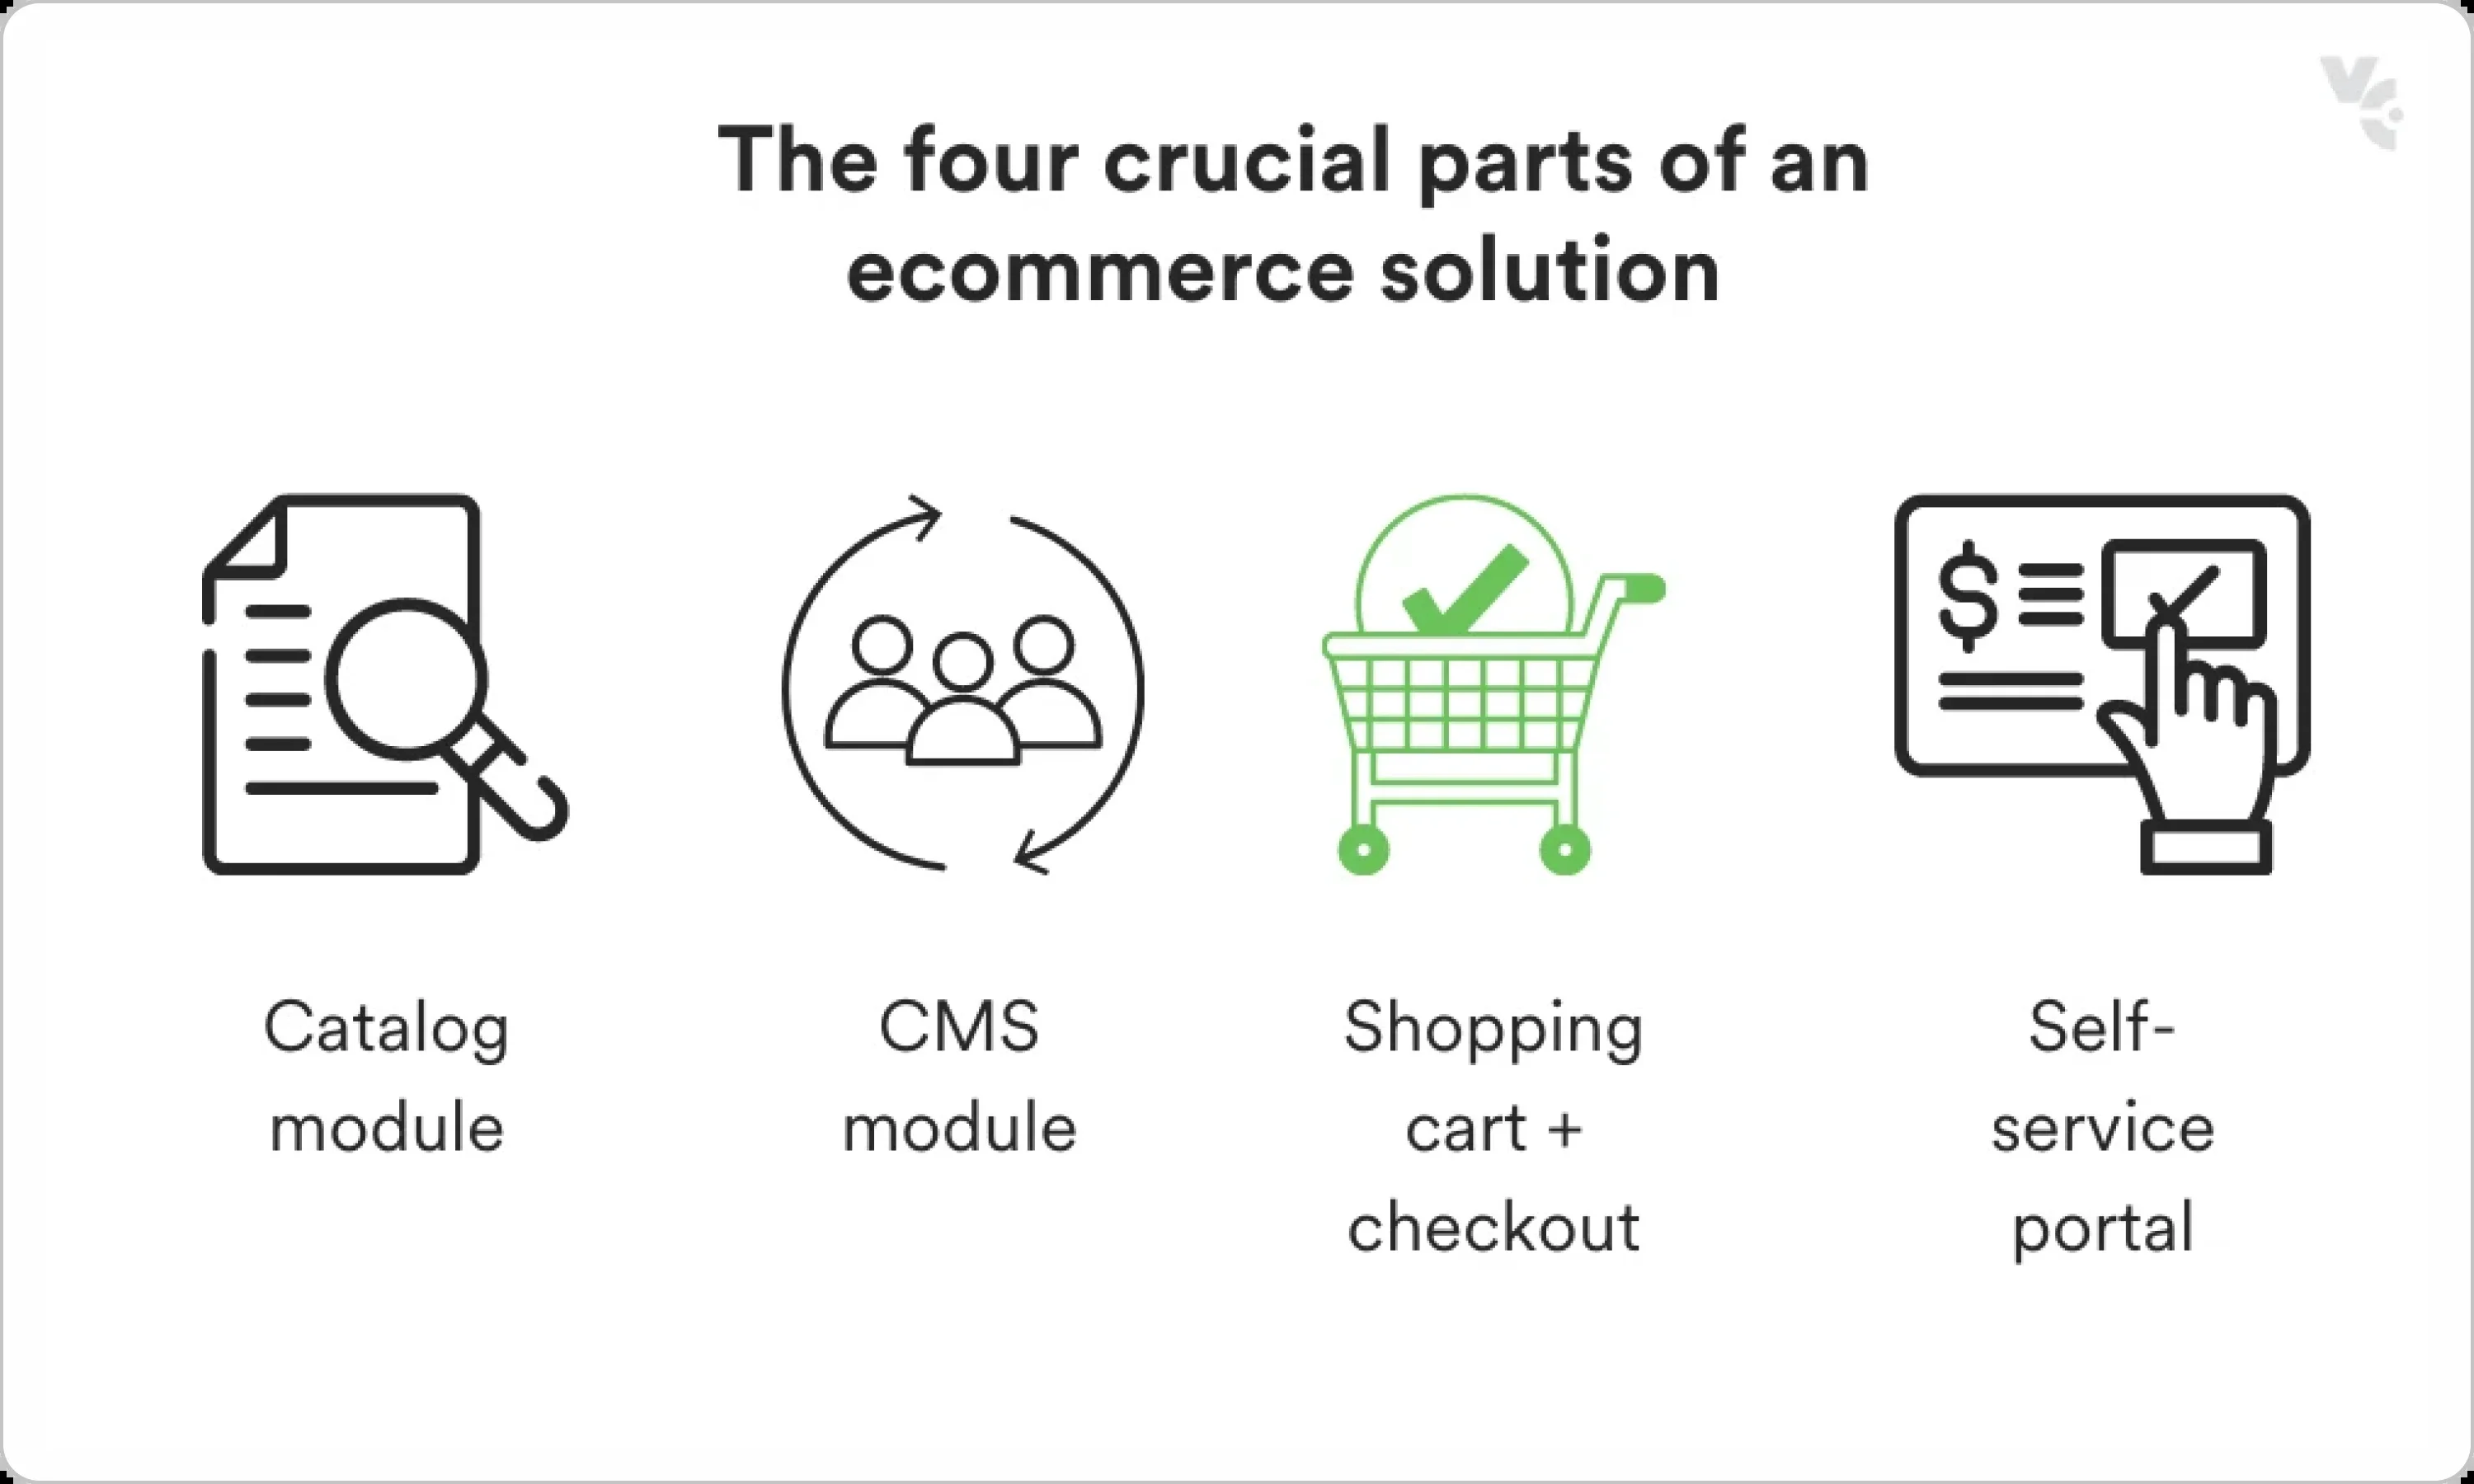 The four crucial parts of an
ecommerce solution
$
Catalog
module
CMS
module
Shopping
cart +
checkout
Self-
service
portal